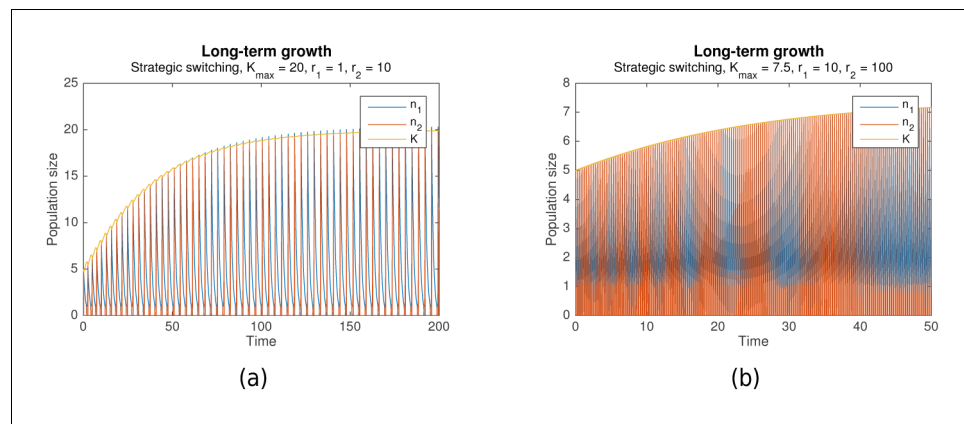 Long-term growth
Strategic switching, K_max = 20, r_1 = 1, r_2 = 10
25
20
15
10
5
0
0 50 100 150 200
Population size
Time
n_1
n_2
K
(a)
Long-term growth
Strategic switching, K_max = 7.5, r_1 = 10, r_2 = 100
8
7
6
5
4
3
2
1
0
0 10 20 30 40 50
Population size
Time
n_1
n_2
K
(b)